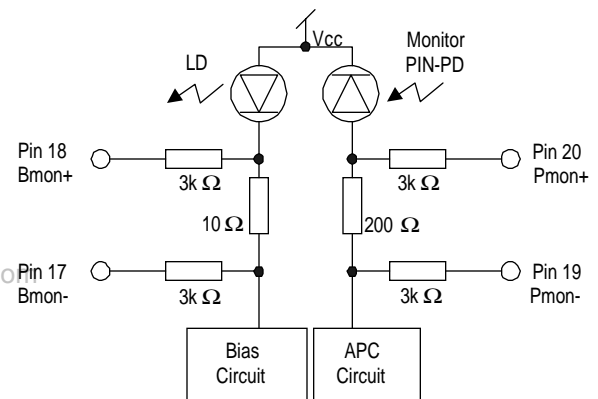 Vcc
LD
Monitor
PIN-PD
Pin 18
Bmon+
3k Ω
3k Ω
Pin 20
Pmon+
10 Ω
200 Ω
om
Pin 17
Bmon-
3k Ω
3k Ω
Pin 19
Pmon-
Bias
Circuit
APC
Circuit